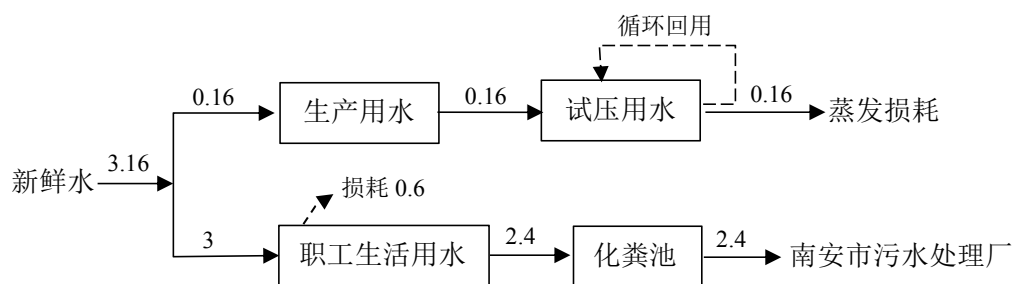 循环回用
0.16 生产用水 0.16 试压用水 0.16 蒸发损耗
新鲜水 3.16
损耗 0.6
3 职工生活用水 2.4 化粪池 2.4 南安市污水处理厂